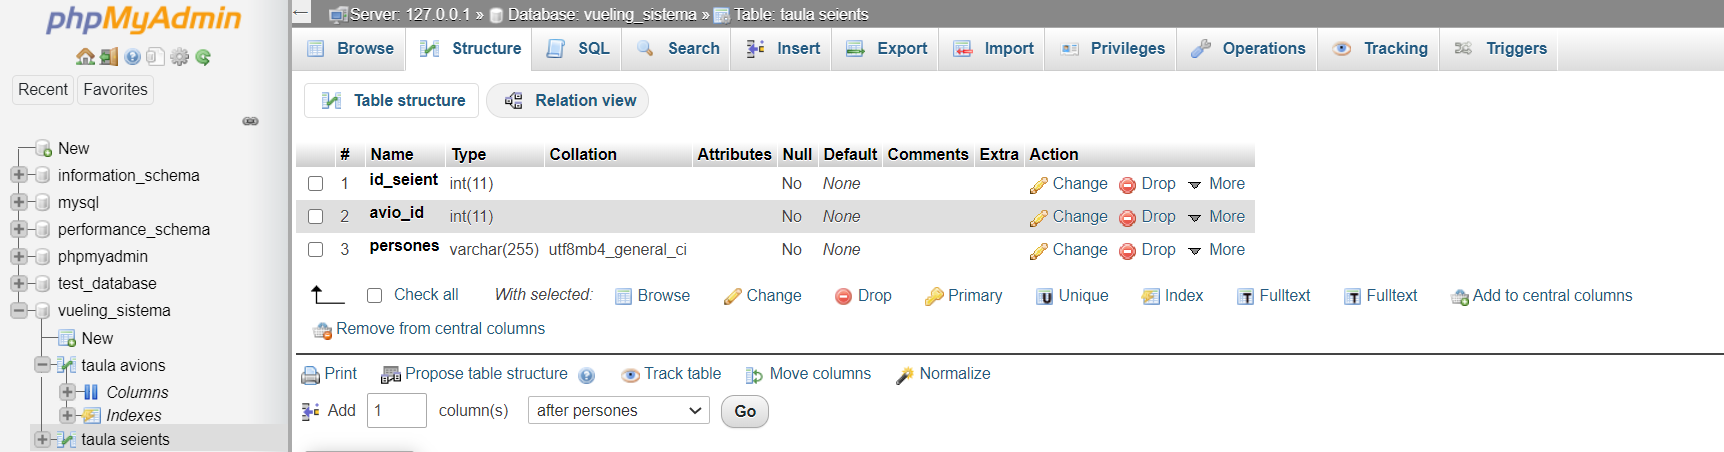 phpMyAdmin
Recent Favorites
New
information_schema
mysql
performance_schema
phpmyadmin
test_database
vueling_sistema
New
taula avions
Columns
Indexes
taula seients
Server: 127.0.0.1 » Database: vueling_sistema » Table: taula seients
Browse Structure SQL Search Insert Export Import Privileges Operations Tracking Triggers
Table structure Relation view
# Name Type Collation Attributes Null Default Comments Extra Action
1 id_seient int(11) No None Change Drop More
2 avio_id int(11) No None Change Drop More
3 persones varchar(255) utf8mb4_general_ci No None Change Drop More
Check all With selected: Browse Change Drop Primary Unique Index Fulltext Fulltext Add to central columns
Remove from central columns
Print Propose table structure Track table Move columns Normalize
Add 1 column(s) after persones Go